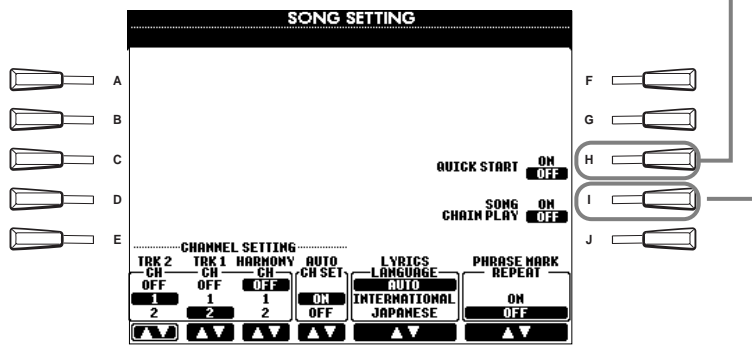 SONG SETTING
A
F
B
G
C
QUICK START ON
OFF
H
D
SONG CHAIN PLAY ON
OFF
I
E
J
CHANNEL SETTING
TRK 2 TRK 1 HARMONY AUTO LYRICS PHRASE MARK
CH CH CH CH SET LANGUAGE REPEAT
OFF OFF OFF AUTO
1 1 1 ON INTERNATIONAL ON
2 2 2 OFF JAPANESE OFF